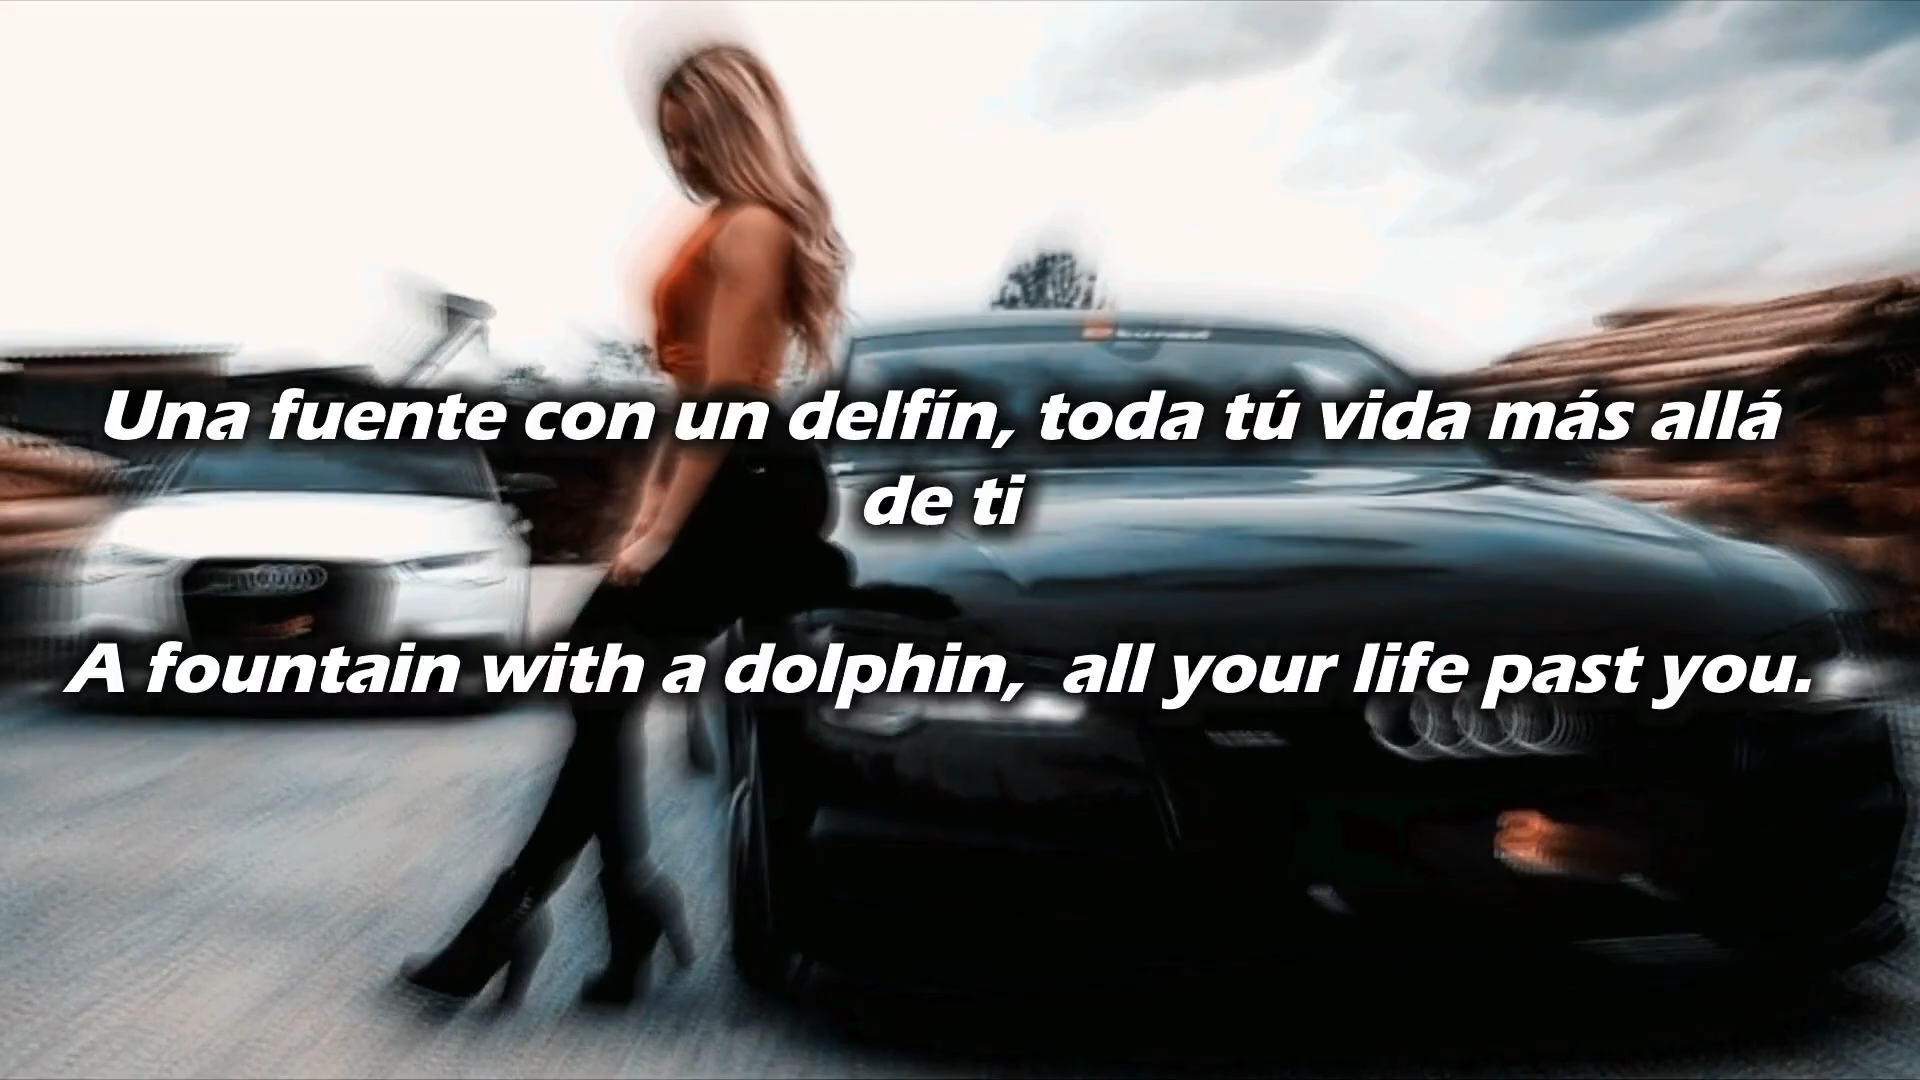 Una fuente con un delfín, toda tú vida más allá
de ti
A fountain with a dolphin, all your life past you.